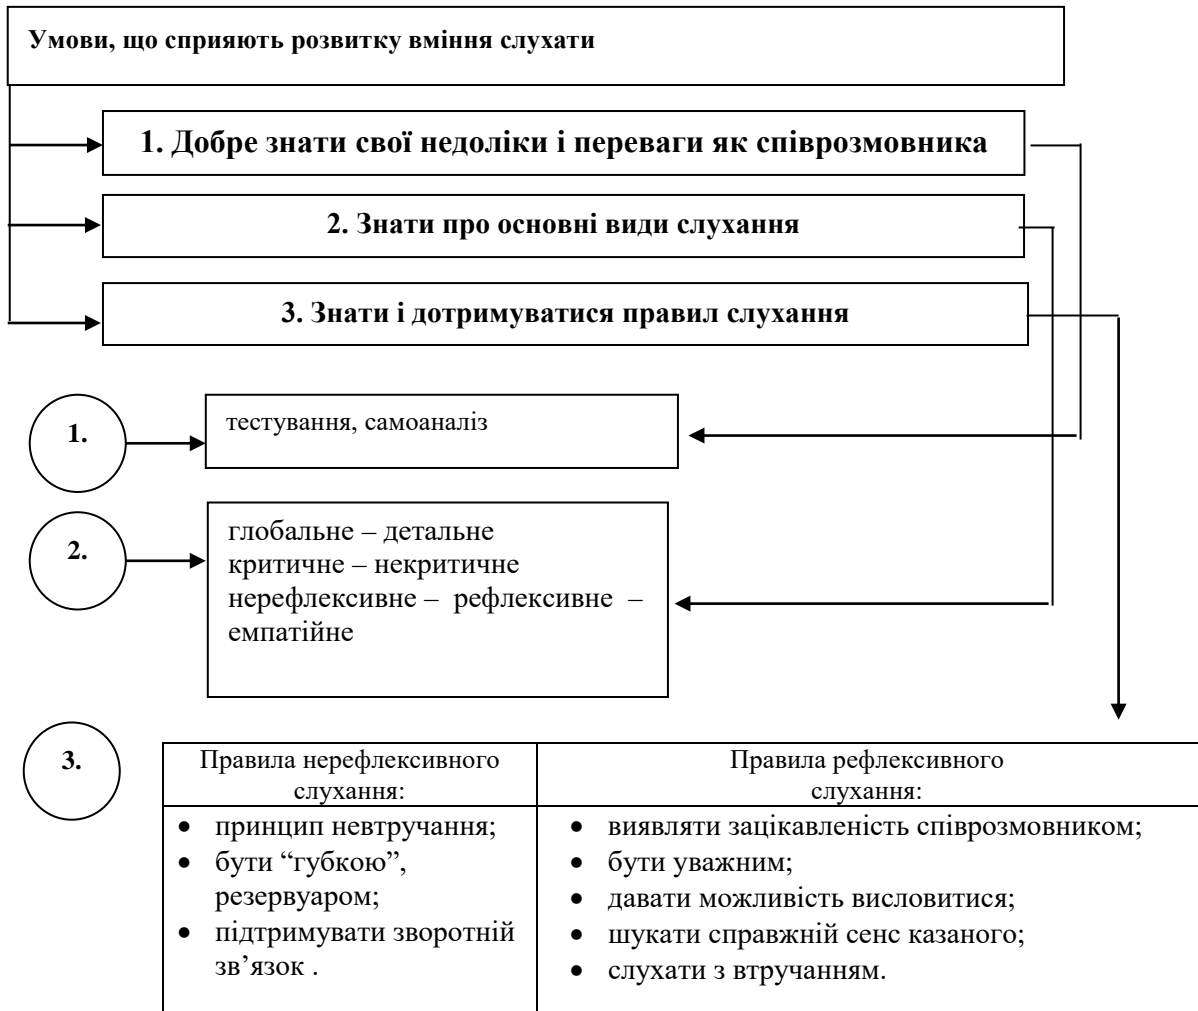 Умови, що сприяють розвитку вміння слухати
1. Добре знати свої недоліки і переваги як співрозмовника
2. Знати про основні види слухання
3. Знати і дотримуватися правил слухання
1.
тестування, самоаналіз
2.
глобальне – детальне
критичне – некритичне
нерефлексивне – рефлексивне –
емпатійне
3.
Правила нерефлексивного
слухання:
• принцип невтручання;
• бути “губкою”,
резервуаром;
• підтримувати зворотній
зв’язок .
Правила рефлексивного
слухання:
• виявляти зацікавленість співрозмовником;
• бути уважним;
• давати можливість висловитися;
• шукати справжній сенс казаного;
• слухати з втручанням.